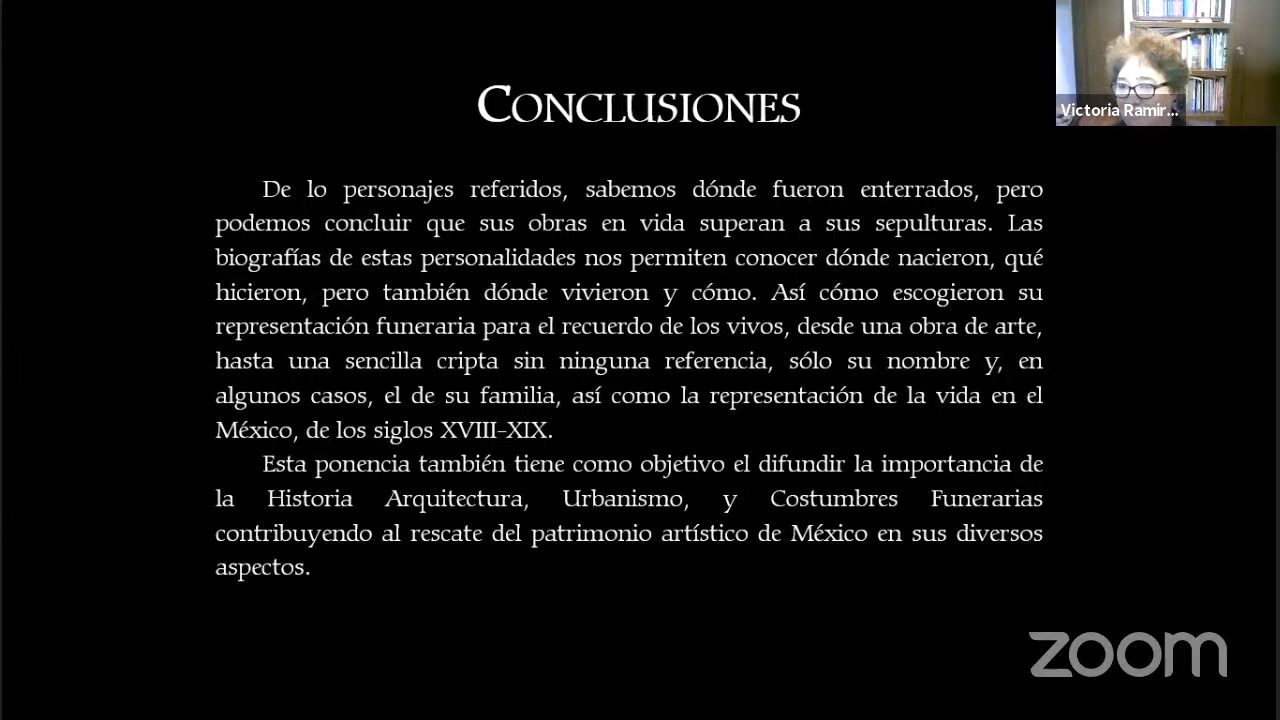 CONCLUSIONES
Victoria Ramír...
De lo personajes referidos, sabemos dónde fueron enterrados, pero
podemos concluir que sus obras en vida superan a sus sepulturas. Las
biografías de estas personalidades nos permiten conocer dónde nacieron, qué
hicieron, pero también dónde vivieron y cómo. Así cómo escogieron su
representación funeraria para el recuerdo de los vivos, desde una obra de arte,
hasta una sencilla cripta sin ninguna referencia, sólo su nombre y, en
algunos casos, el de su familia, así como la representación de la vida en el
México, de los siglos XVIII-XIX.
Esta ponencia también tiene como objetivo el difundir la importancia de
la Historia Arquitectura, Urbanismo, y Costumbres Funerarias
contribuyendo al rescate del patrimonio artístico de México en sus diversos
aspectos.
zoom